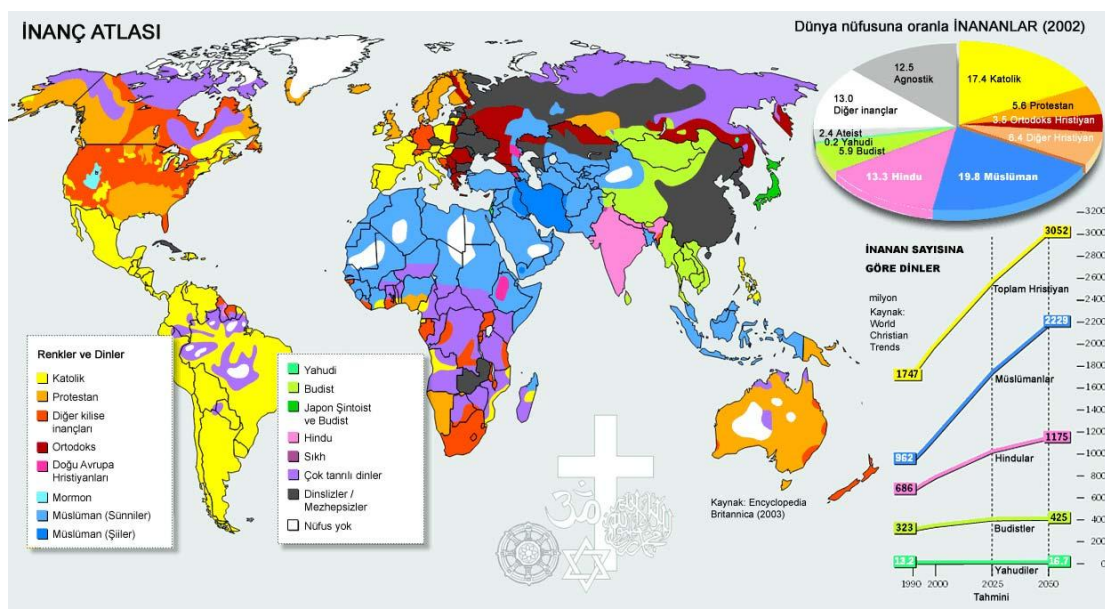 İNANÇ ATLASI
Dünya nüfusuna oranla İNANANLAR (2002)
12.5
Agnostik
17.4 Katolik
13.0
Diğer inançlar
5.6 Protestan
3.5 Ortodoks Hristiyan
6.4 Diğer Hristiyan
2.4 Ateist
0.2 Yahudi
5.9 Budist
13.3 Hindu
19.8 Müslüman
İNANAN SAYISINA
GÖRE DİNLER
milyon
Kaynak:
World
Christian
Trends
3200
3000
2800
2600
2400
2200
2000
1800
1600
1400
1200
1000
800
600
400
200
0
3052
Toplam Hristiyan
2229
1747
Müslümanlar
1175
962
Hindular
686
425
323
Budistler
13.2
16.7
Yahudiler
1990
2000
2025
2050
Tahmini
Renkler ve Dinler
Katolik
Protestan
Diğer kilise
inançları
Ortodoks
Doğu Avrupa
Hristiyanları
Mormon
Müslüman (Sünniler)
Müslüman (Şiiler)
Yahudi
Budist
Japon Şintoist
ve Budist
Hindu
Sıkh
Çok tanrılı dinler
Dinslizler /
Mezhepsizler
Nüfus yok
Kaynak: Encyclopedia
Britannica (2003)
ॐ